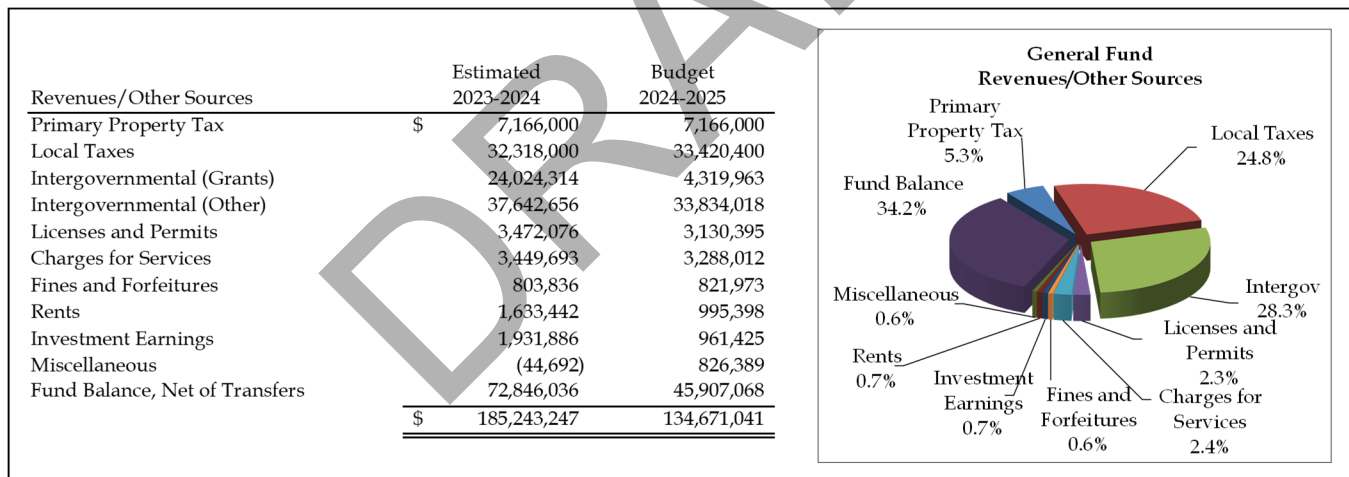 Estimated Budget
Revenues/Other Sources 2023-2024 2024-2025
Primary Property Tax $ 7,166,000 7,166,000
Local Taxes 32,318,000 33,420,400
Intergovernmental (Grants) 24,024,314 4,319,963
Intergovernmental (Other) 37,642,656 33,834,018
Licenses and Permits 3,472,076 3,130,395
Charges for Services 3,449,693 3,288,012
Fines and Forfeitures 803,836 821,973
Rents 1,633,442 995,398
Investment Earnings 1,931,886 961,425
Miscellaneous (44,692) 826,389
Fund Balance, Net of Transfers 72,846,036 45,907,068
$ 185,243,247 134,671,041
General Fund
Revenues/Other Sources
Primary
Property Tax
5.3%
Local Taxes
24.8%
Fund Balance
34.2%
Intergov
28.3%
Miscellaneous
0.6%
Licenses and
Permits
2.3%
Rents
0.7%
Investment
Earnings
0.7%
Fines and
Forfeitures
0.6%
Charges for
Services
2.4%
DRA